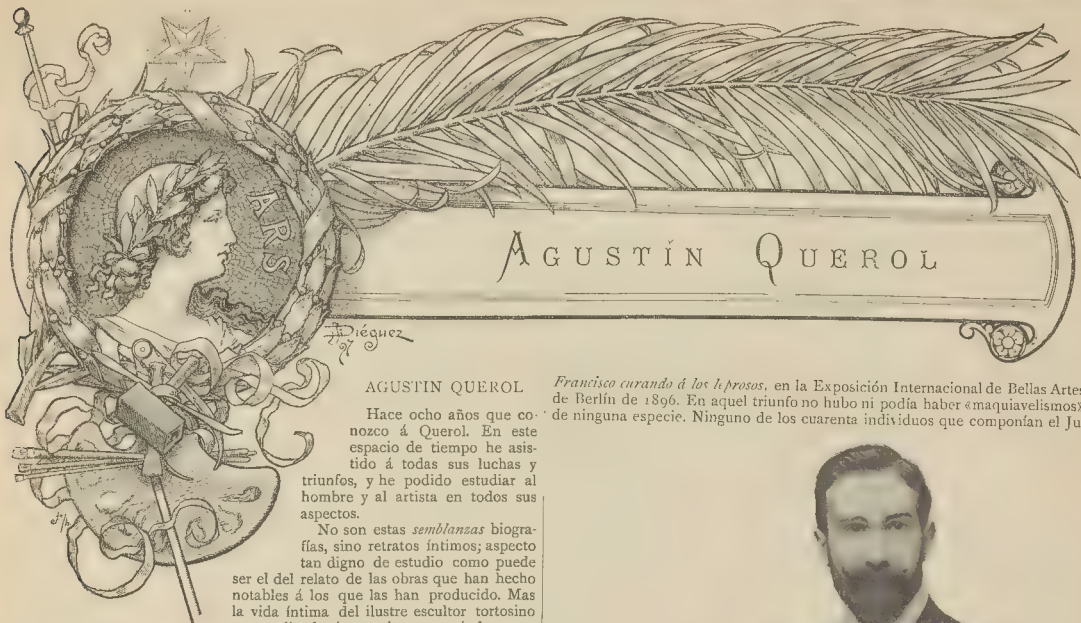 ARS
AGUSTÍN QUEROL
Diéguez
97
AGUSTIN QUEROL
Hace ocho años que co-
nozco á Querol. En este
espacio de tiempo he asis-
tido á todas sus luchas y
triunfos, y he podido estudiar al
hombre y al artista en todos sus
aspectos.
No son estas semblanzas biogra-
fías, sino retratos íntimos; aspecto
tan digno de estudio como puede
ser el del relato de las obras que han hecho
notables á los que las han producido. Mas
la vida íntima del ilustre escultor tortosino
Francisco curando á los leprosos, en la Exposición Internacional de Bellas Artes
de Berlín de 1896. En aquel triunfo no hubo ni podía haber «maquiavelismos»
de ninguna especie. Ninguno de los cuarenta individuos que componían el Ju